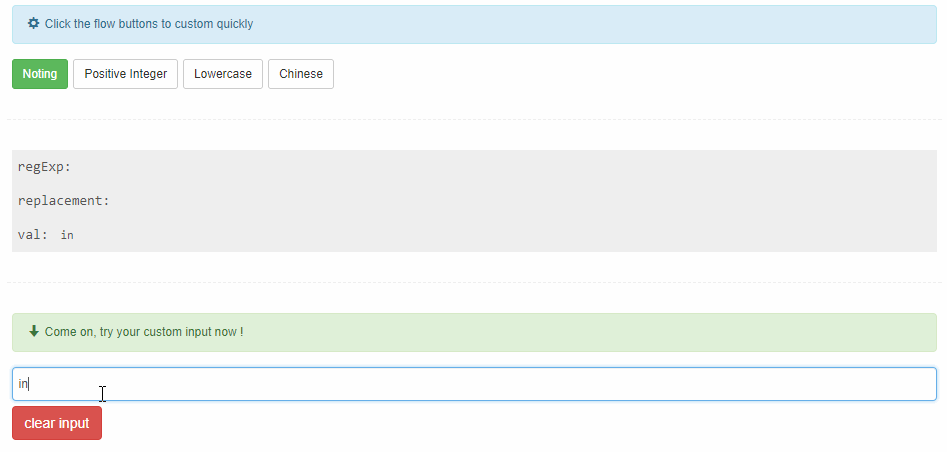 Click the flow buttons to custom quickly
Noting Positive Integer Lowercase Chinese
regExp:
replacement:
val: in
Come on, try your custom input now !
in
clear input